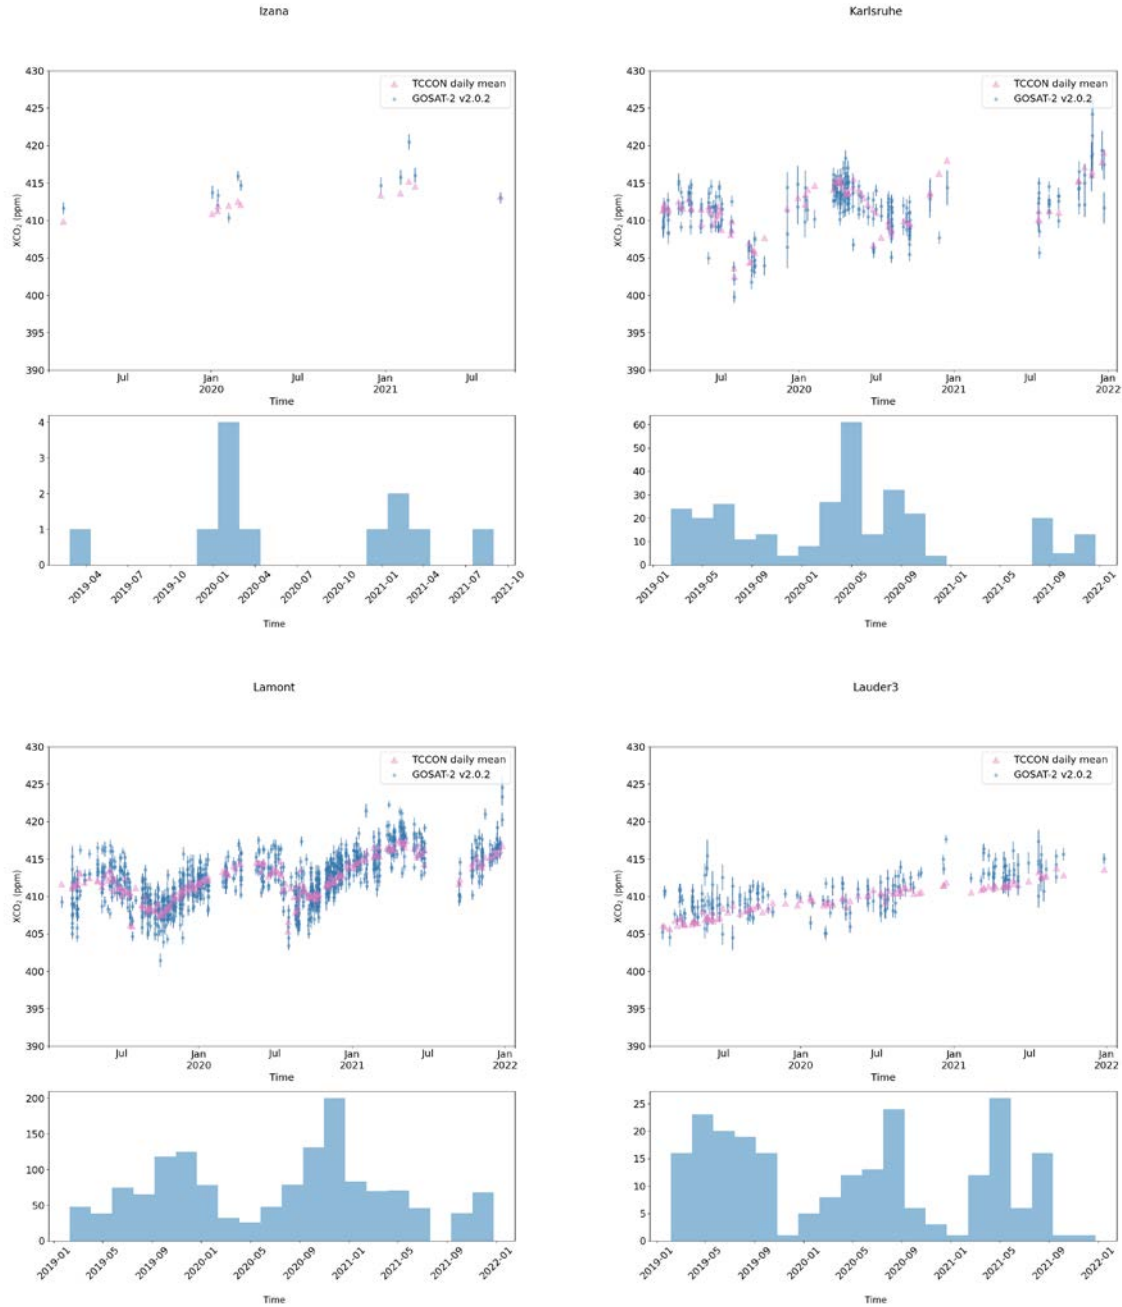 Izana
Karlsruhe
430
425
420
415
410
405
400
395
390
XCO₂ (ppm)
TCCON daily mean
GOSAT-2 v2.0.2
Jul
Jan
2020
Jul
Jan
2021
Jul
Time
430
425
420
415
410
405
400
395
390
XCO₂ (ppm)
TCCON daily mean
GOSAT-2 v2.0.2
Jul
Jan
2020
Jul
Jan
2021
Jul
Jan
2022
Time
4
3
2
1
0
2019-04
2019-07
2019-10
2020-01
2020-04
2020-07
2020-10
2021-01
2021-04
2021-07
2021-10
Time
60
50
40
30
20
10
0
2019-01
2019-05
2019-09
2020-01
2020-05
2020-09
2021-01
2021-05
2021-09
2022-01
Time
Lamont
Lauder3
430
425
420
415
410
405
400
395
390
XCO₂ (ppm)
TCCON daily mean
GOSAT-2 v2.0.2
Jul
Jan
2020
Jul
Jan
2021
Jul
Jan
2022
Time
430
425
420
415
410
405
400
395
390
XCO₂ (ppm)
TCCON daily mean
GOSAT-2 v2.0.2
Jul
Jan
2020
Jul
Jan
2021
Jul
Jan
2022
Time
200
150
100
50
0
2019-01
2019-05
2019-09
2020-01
2020-05
2020-09
2021-01
2021-05
2021-09
2022-01
Time
25
20
15
10
5
0
2019-01
2019-05
2019-09
2020-01
2020-05
2020-09
2021-01
2021-05
2021-09
2022-01
Time